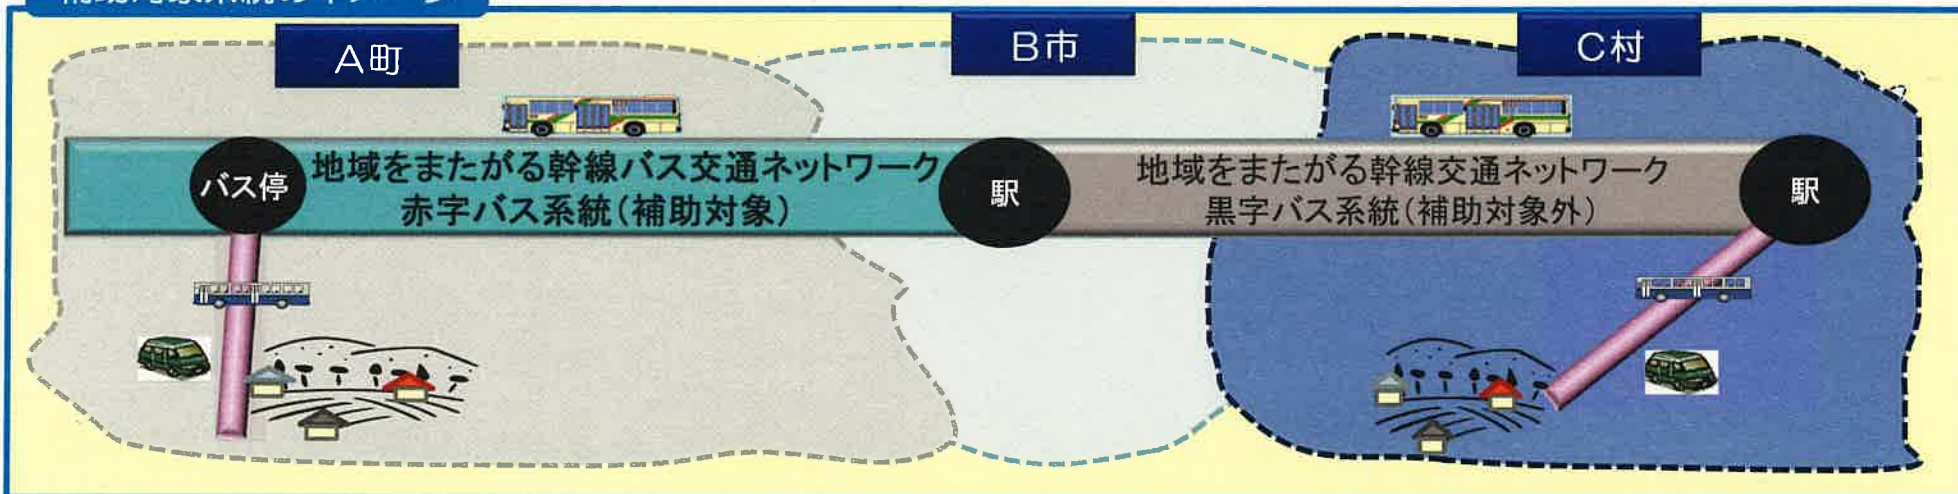 A町
B市
C村
バス停
地域をまたがる幹線バス交通ネットワーク
赤字バス系統(補助対象)
駅
地域をまたがる幹線交通ネットワーク
黒字バス系統(補助対象外)
駅